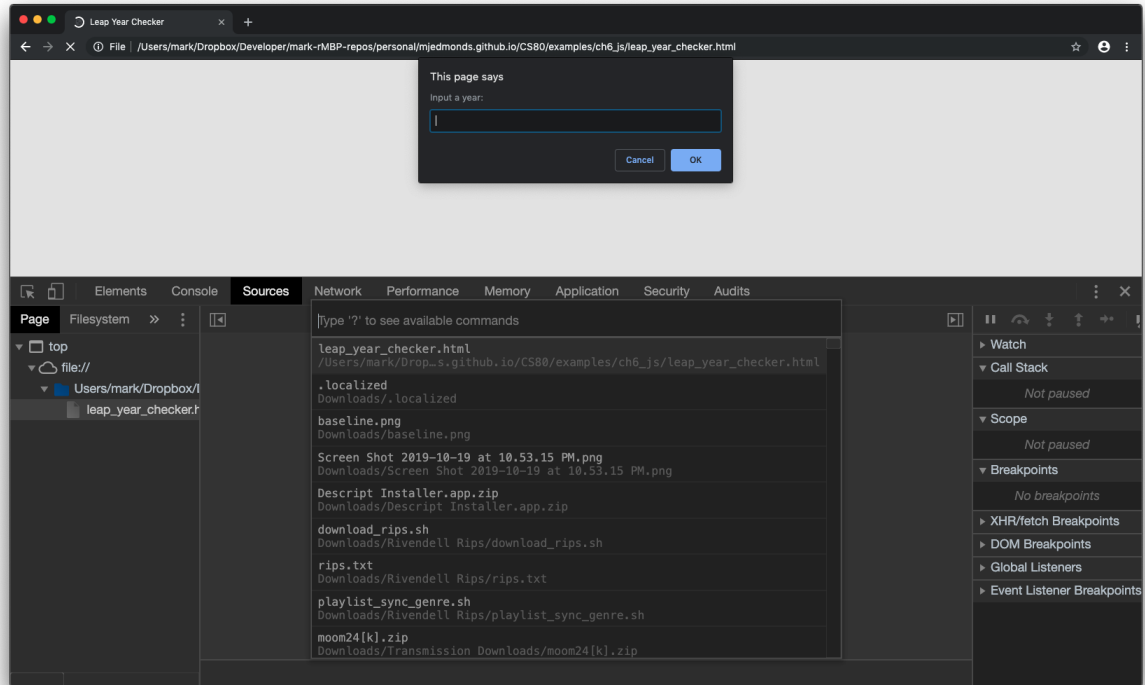 Leap Year Checker
File | /Users/mark/Dropbox/Developer/mark-rMBP-repos/personal/mjedmonds.github.io/CS80/examples/ch6_js/leap_year_checker.html
This page says
Input a year:
Cancel OK
Elements Console Sources Network Performance Memory Application Security Audits
Page Filesystem »
Type '?' to see available commands
top
file://
Users/mark/Dropbox/
leap_year_checker.h
leap_year_checker.html
/Users/mark/Drop…s.github.io/CS80/examples/ch6_js/leap_year_checker.html
.localized
Downloads/.localized
baseline.png
Downloads/baseline.png
Screen Shot 2019-10-19 at 10.53.15 PM.png
Downloads/Screen Shot 2019-10-19 at 10.53.15 PM.png
Descript Installer.app.zip
Downloads/Descript Installer.app.zip
download_rips.sh
Downloads/Rivendell Rips/download_rips.sh
rips.txt
Downloads/Rivendell Rips/rips.txt
playlist_sync_genre.sh
Downloads/Rivendell Rips/playlist_sync_genre.sh
moom24[k].zip
Downloads/Transmission Downloads/moom24[k].zip
Watch
Call Stack
Not paused
Scope
Not paused
Breakpoints
No breakpoints
XHR/fetch Breakpoints
DOM Breakpoints
Global Listeners
Event Listener Breakpoints